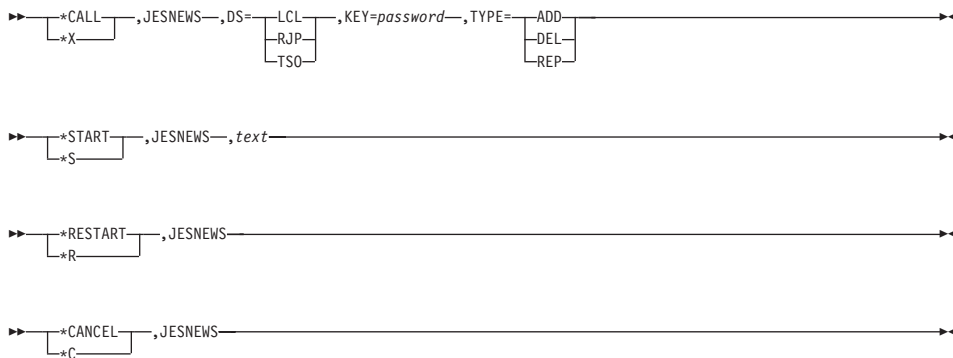 *CALL ,JESNEWS ,DS= LCL ,KEY=password ,TYPE= ADD
*X RJP DEL
TSO REP
*START ,JESNEWS ,text
*S
*RESTART ,JESNEWS
*R
*CANCEL ,JESNEWS
*C